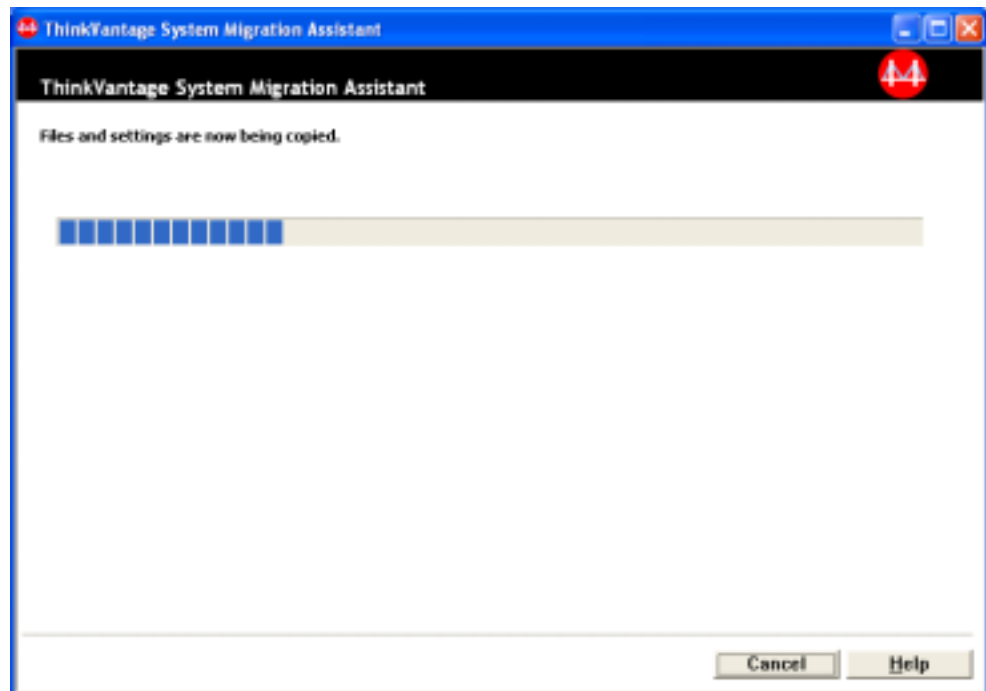 ThinkVantage System Migration Assistant
ThinkVantage System Migration Assistant
Files and settings are now being copied.
Cancel
Help